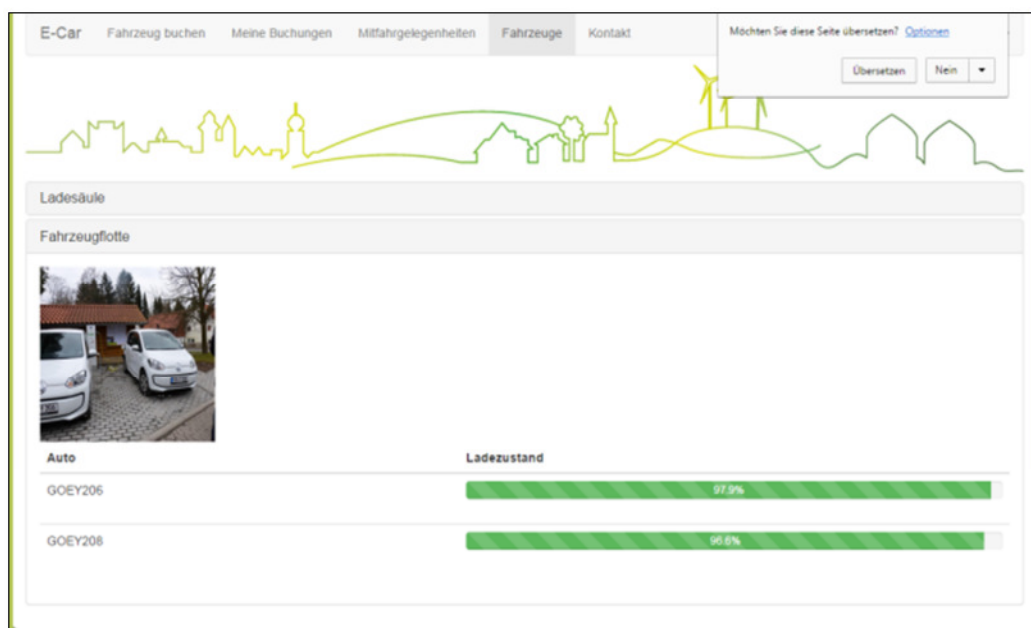 E-Car Fahrzeug buchen Meine Buchungen Mitfahrgelegenheiten Fahrzeuge Kontakt
Möchten Sie diese Seite übersetzen? Optionen
Übersetzen Nein
Ladesäule
Fahrzeugflotte
Auto Ladezustand
GOEY206 97.9%
GOEY208 96.6%